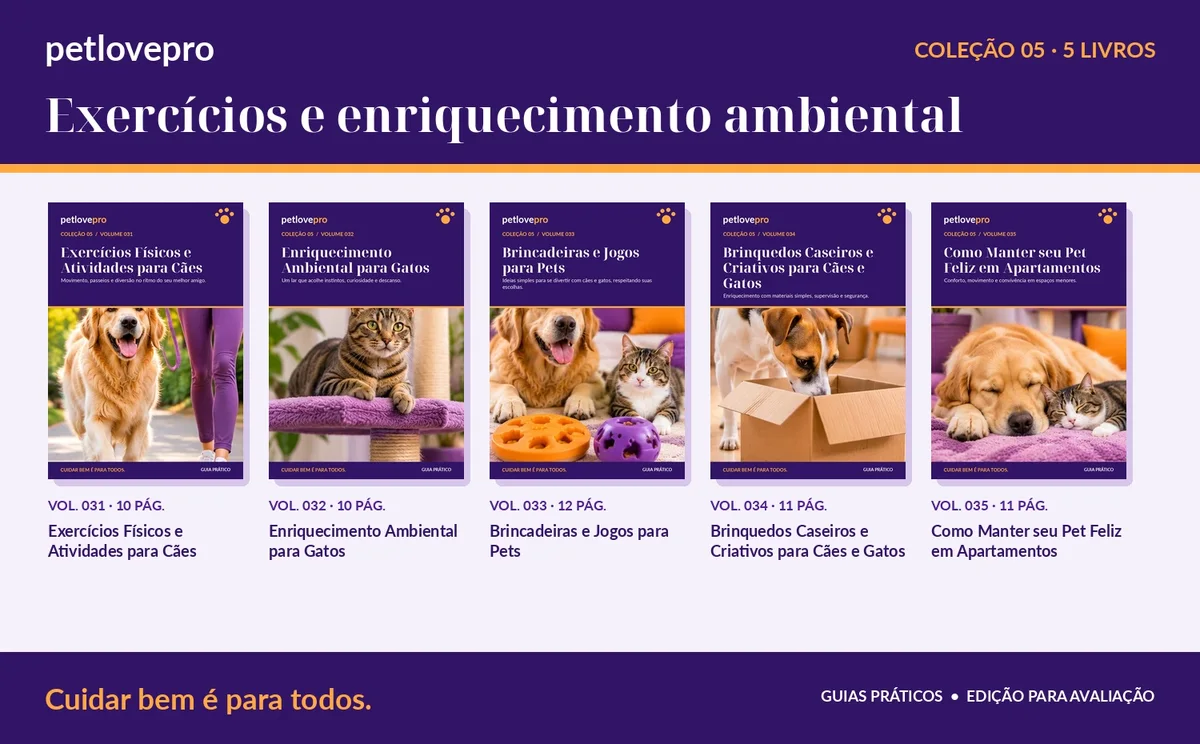 petlovepro
COLEÇÃO 05 · 5 LIVROS
Exercícios e enriquecimento ambiental
petlovepro
COLEÇÃO 05 / VOLUME 031
Exercícios Físicos e
Atividades para Cães
Movimento, passeios e diversão no ritmo do seu melhor amigo.
CUIDAR BEM É PARA TODOS.
GUIA PRÁTICO
petlovepro
COLEÇÃO 05 / VOLUME 032
Enriquecimento
Ambiental para Gatos
Um lar que acolhe instintos, curiosidade e descanso.
CUIDAR BEM É PARA TODOS.
GUIA PRÁTICO
petlovepro
COLEÇÃO 05 / VOLUME 033
Brincadeiras e Jogos
para Pets
Ideias simples para se divertir com cães e gatos, respeitando suas
escolhas.
CUIDAR BEM É PARA TODOS.
GUIA PRÁTICO
petlovepro
COLEÇÃO 05 / VOLUME 034
Brinquedos Caseiros e
Criativos para Cães e
Gatos
Enriquecimento com materiais simples, supervisão e segurança.
CUIDAR BEM É PARA TODOS.
GUIA PRÁTICO
petlovepro
COLEÇÃO 05 / VOLUME 035
Como Manter seu Pet
Feliz em Apartamentos
Conforto, movimento e convivência em espaços menores.
CUIDAR BEM É PARA TODOS.
GUIA PRÁTICO
VOL. 031 · 10 PÁG.
Exercícios Físicos e
Atividades para Cães
VOL. 032 · 10 PÁG.
Enriquecimento Ambiental
para Gatos
VOL. 033 · 12 PÁG.
Brincadeiras e Jogos para
Pets
VOL. 034 · 11 PÁG.
Brinquedos Caseiros e
Criativos para Cães e Gatos
VOL. 035 · 11 PÁG.
Como Manter seu Pet Feliz
em Apartamentos
Cuidar bem é para todos.
GUIAS PRÁTICOS • EDIÇÃO PARA AVALIAÇÃO